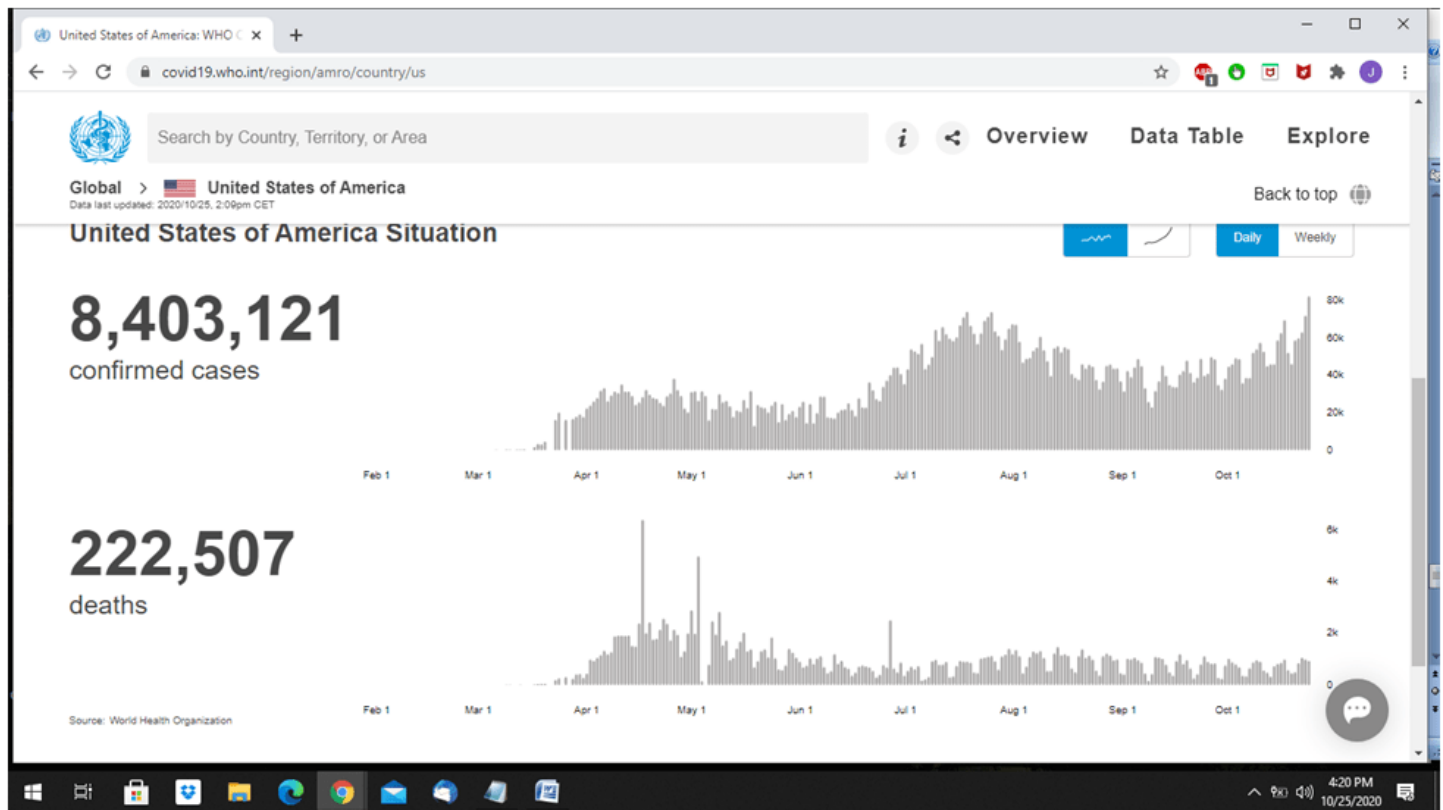 United States of America: WHO C
covid19.who.int/region/amro/country/us
ABP
1
J
Search by Country, Territory, or Area
i
Overview Data Table Explore
Global > United States of America
Data last updated: 2020/10/25, 2:09pm CET
Back to top
United States of America Situation
Daily Weekly
8,403,121
confirmed cases
80k
60k
40k
20k
0
Feb 1 Mar 1 Apr 1 May 1 Jun 1 Jul 1 Aug 1 Sep 1 Oct 1
222,507
deaths
6k
4k
2k
0
Feb 1 Mar 1 Apr 1 May 1 Jun 1 Jul 1 Aug 1 Sep 1 Oct 1
Source: World Health Organization
4:20 PM
10/25/2020